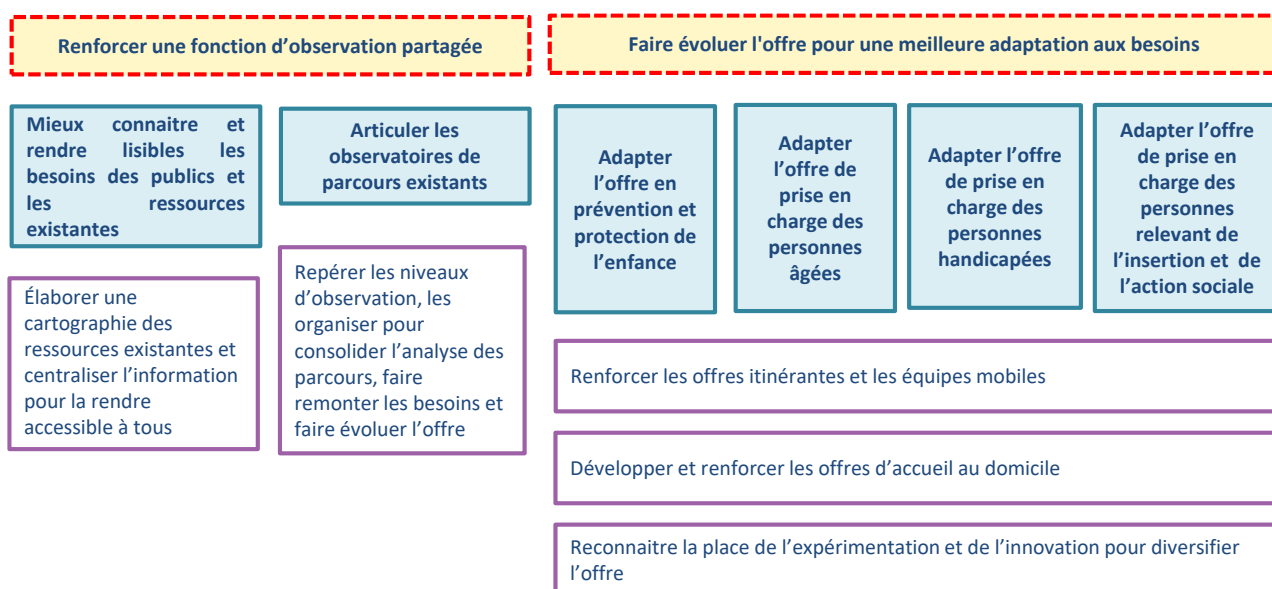 Renforcer une fonction d’observation partagée
Faire évoluer l'offre pour une meilleure adaptation aux besoins
Mieux connaitre et
rendre lisibles les
besoins des publics et
les ressources
existantes
Articuler les
observatoires de
parcours existants
Adapter
l’offre en
prévention et
protection de
l’enfance
Adapter
l’offre de
prise en
charge des
personnes
âgées
Adapter l’offre
de prise en
charge des
personnes
handicapées
Adapter l’offre
de prise en
charge des
personnes
relevant de
l’insertion et de
l’action sociale
Élaborer une
cartographie des
ressources existantes et
centraliser l’information
pour la rendre
accessible à tous
Repérer les niveaux
d’observation, les
organiser pour
consolider l’analyse des
parcours, faire
remonter les besoins et
faire évoluer l’offre
Renforcer les offres itinérantes et les équipes mobiles
Développer et renforcer les offres d’accueil au domicile
Reconnaitre la place de l’expérimentation et de l’innovation pour diversifier
l’offre